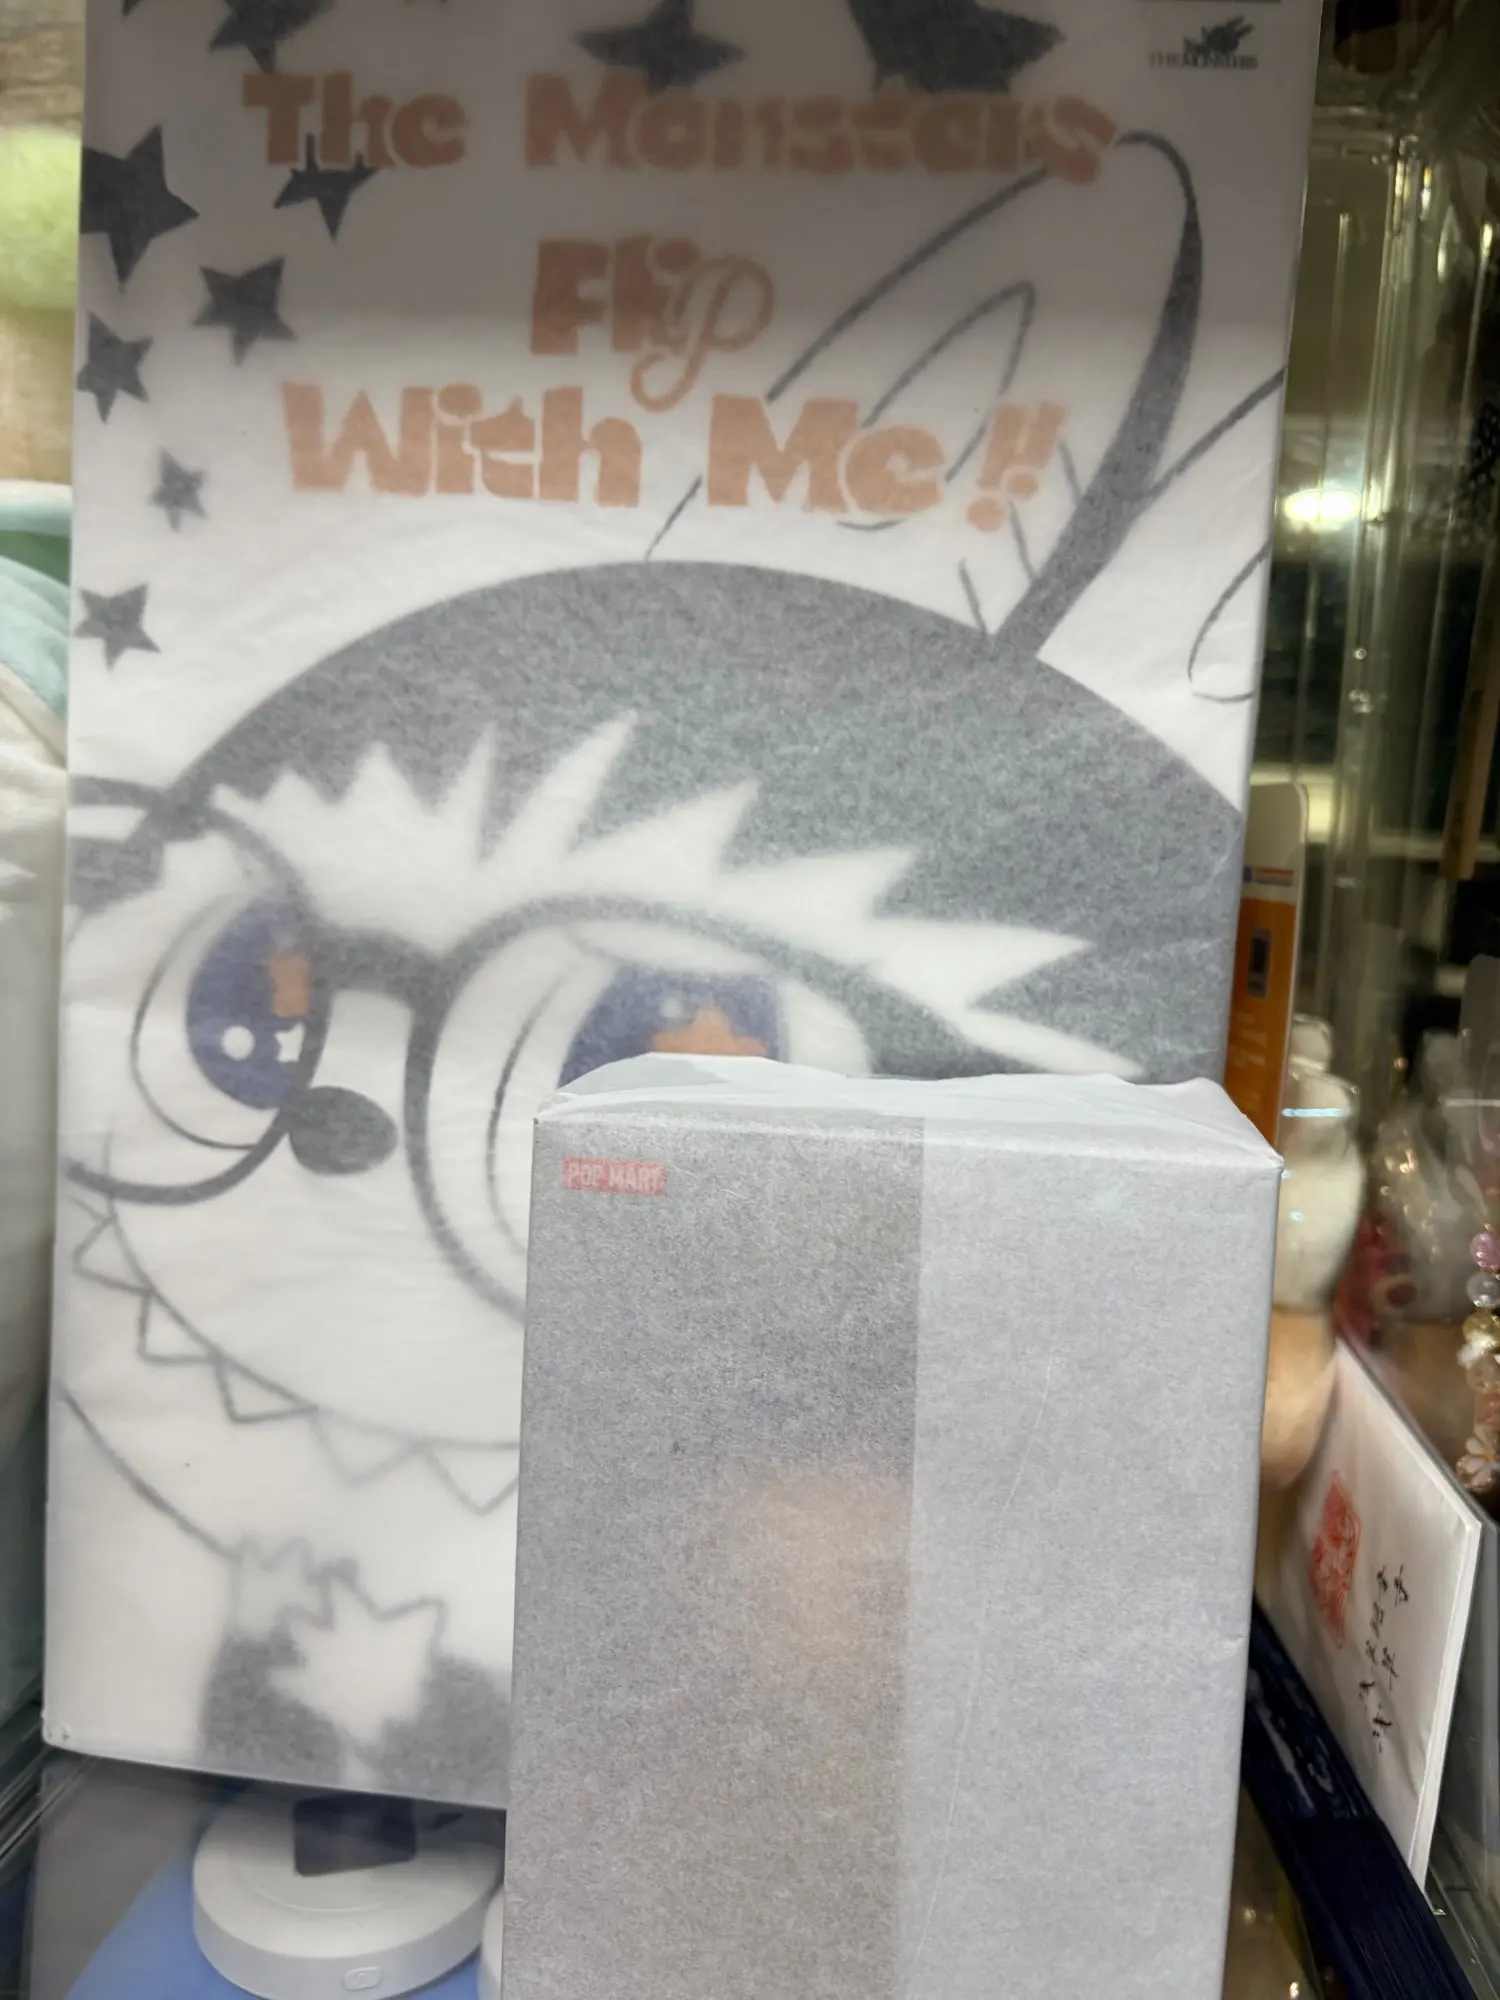 THE MONSTERS
The Monsters
Flip
With Me!!
POP MART